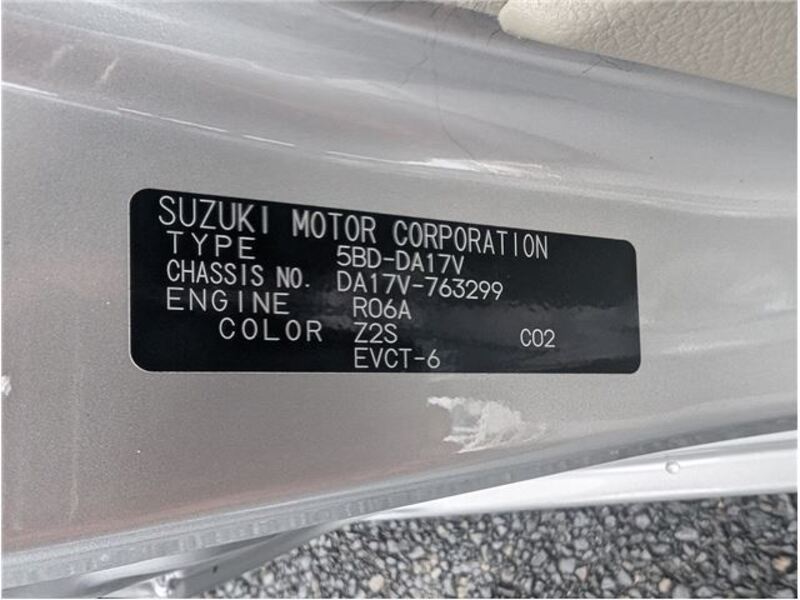 SUZUKI MOTOR CORPORATION
TYPE 5BD-DA17V
CHASSIS NO. DA17V-763299
ENGINE R06A
COLOR Z2S C02
EVCT-6